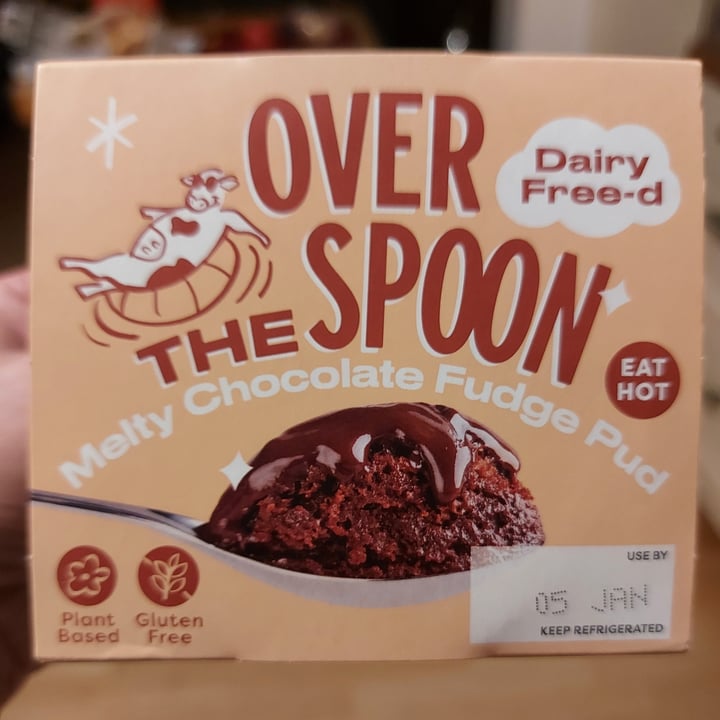 OVER
THE SPOON
Dairy
Free-d
Melty Chocolate Fudge Pud
EAT
HOT
Plant
Based
Gluten
Free
USE BY
05 JAN
KEEP REFRIGERATED